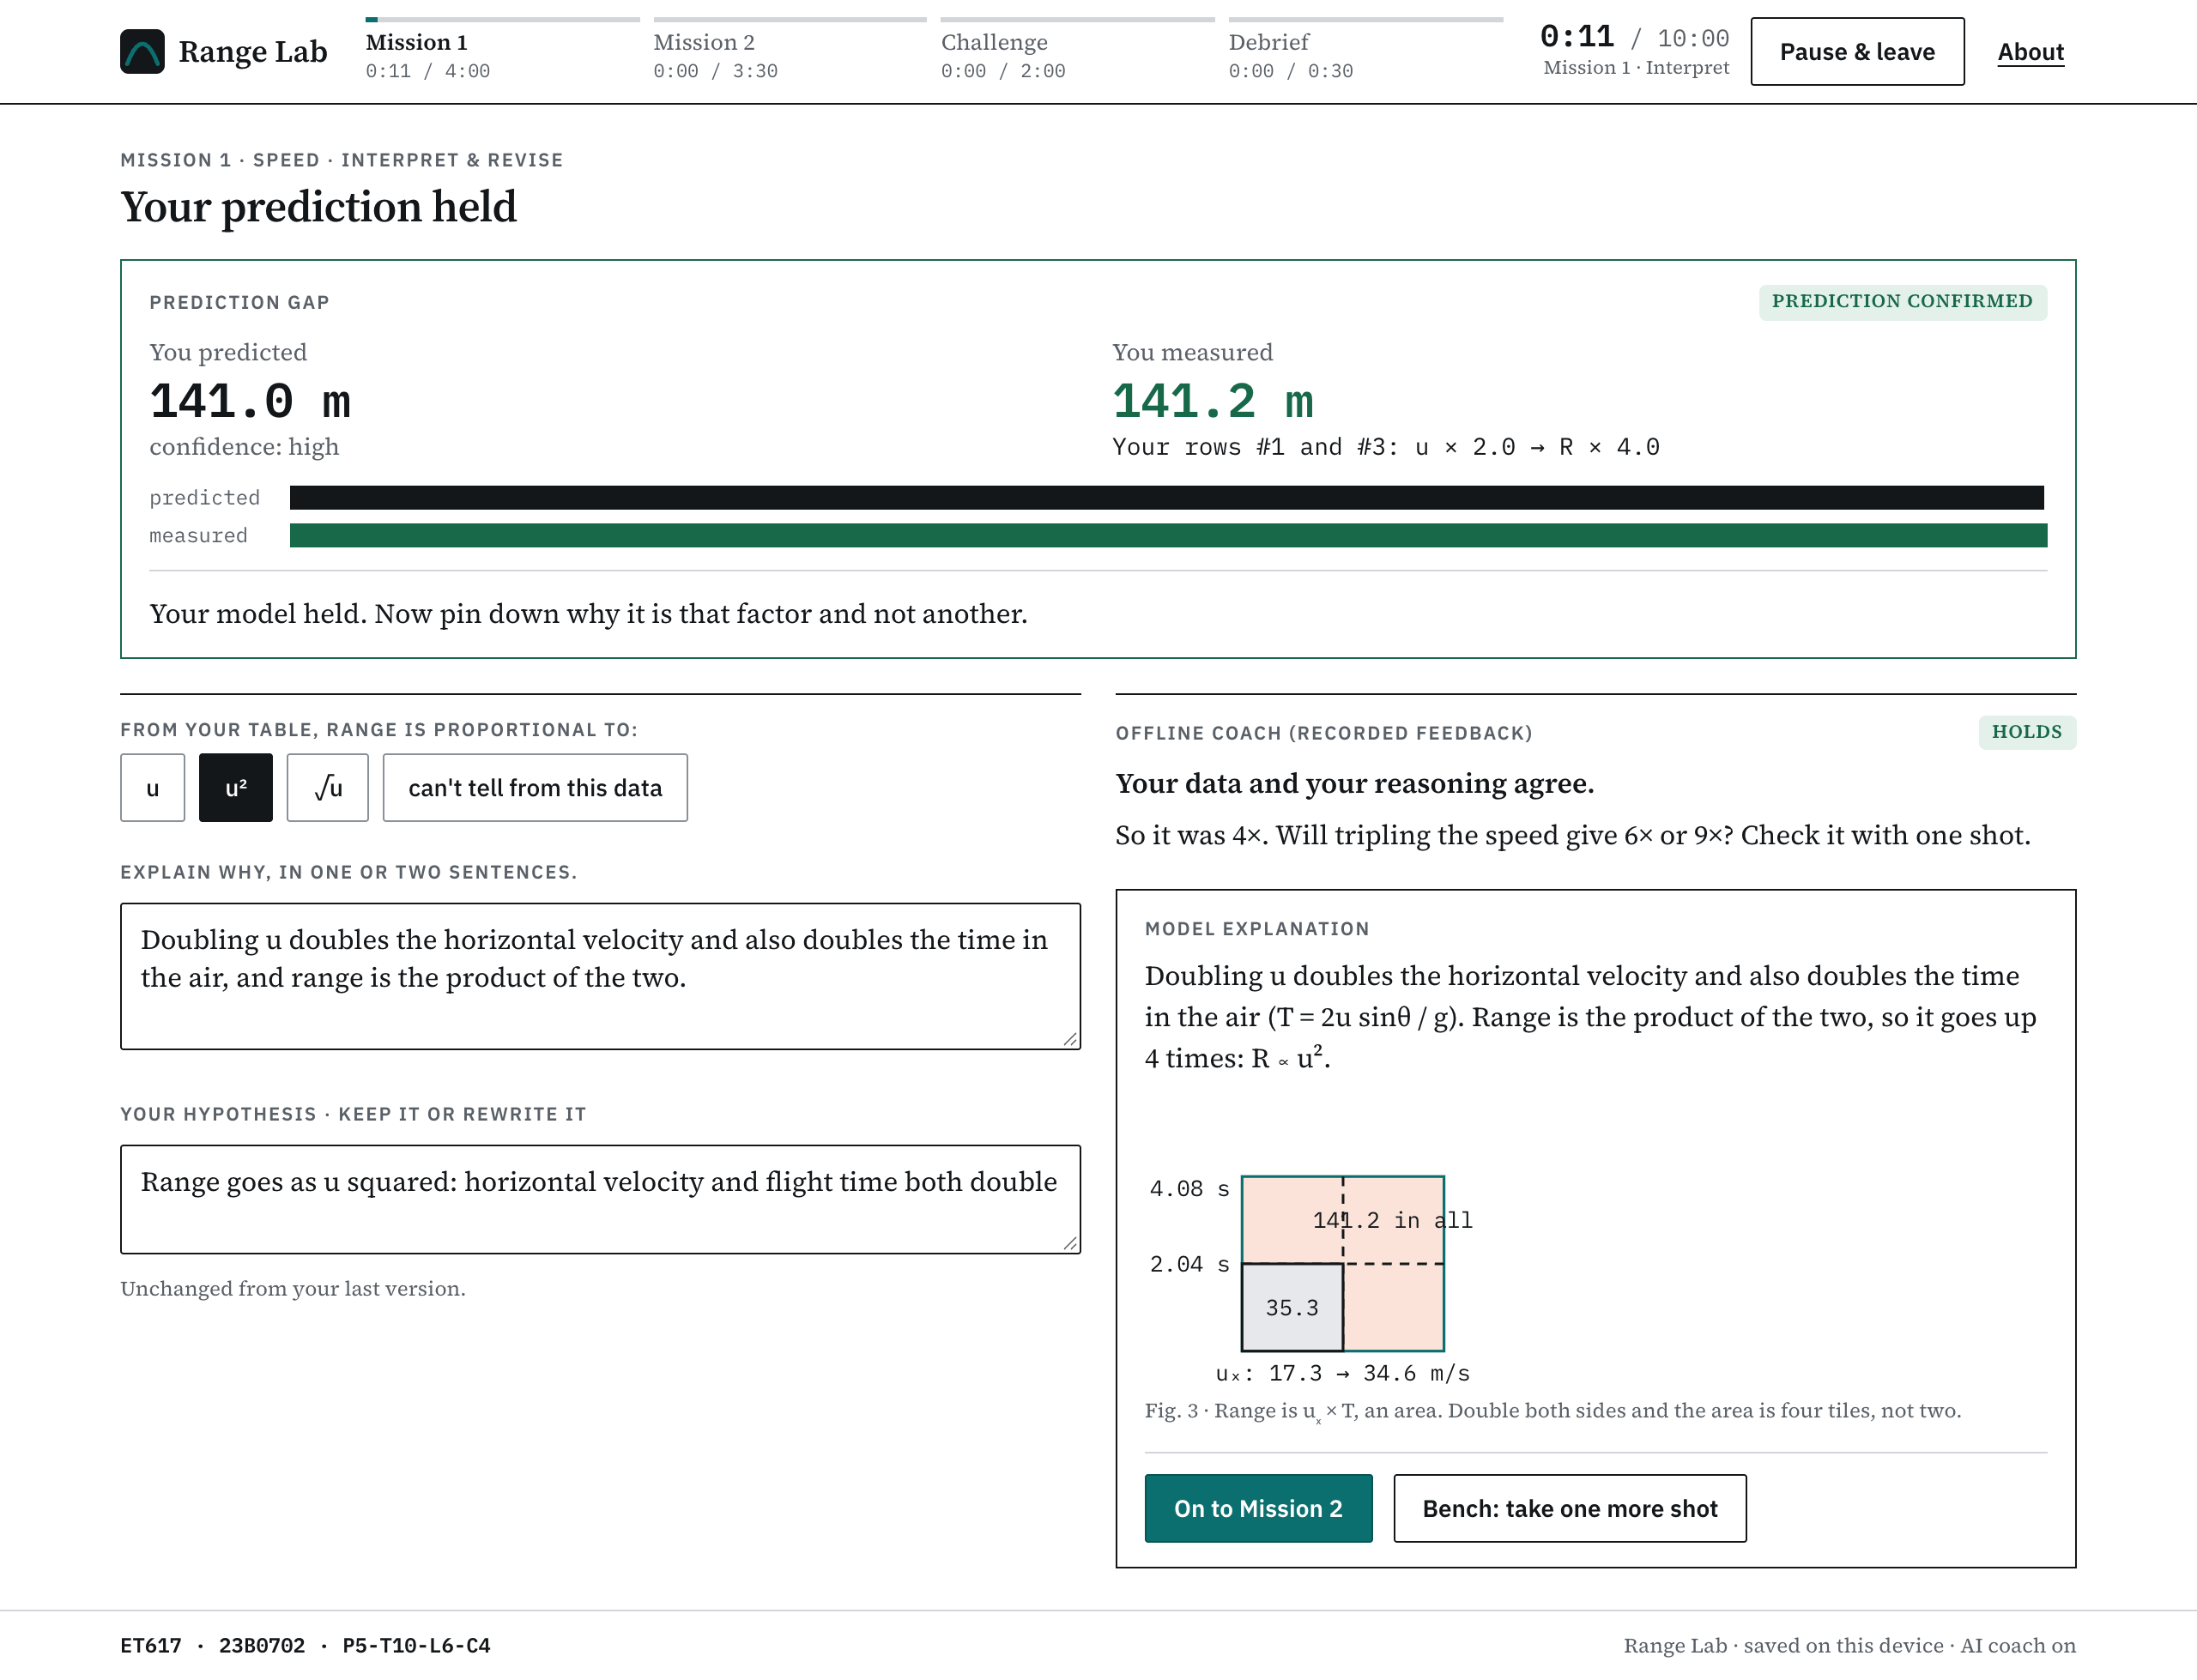 Range Lab
Mission 1
0:11 / 4:00
Mission 2
0:00 / 3:30
Challenge
0:00 / 2:00
Debrief
0:00 / 0:30
0:11 / 10:00
Mission 1 · Interpret
Pause & leave
About
MISSION 1 · SPEED · INTERPRET & REVISE
Your prediction held
PREDICTION GAP
PREDICTION CONFIRMED
You predicted
141.0 m
confidence: high
You measured
141.2 m
Your rows #1 and #3: u × 2.0 → R × 4.0
predicted
measured
Your model held. Now pin down why it is that factor and not another.
FROM YOUR TABLE, RANGE IS PROPORTIONAL TO:
u
u²
√u
can't tell from this data
EXPLAIN WHY, IN ONE OR TWO SENTENCES.
Doubling u doubles the horizontal velocity and also doubles the time in
the air, and range is the product of the two.
YOUR HYPOTHESIS · KEEP IT OR REWRITE IT
Range goes as u squared: horizontal velocity and flight time both double
Unchanged from your last version.
OFFLINE COACH (RECORDED FEEDBACK)
HOLDS
Your data and your reasoning agree.
So it was 4×. Will tripling the speed give 6× or 9×? Check it with one shot.
MODEL EXPLANATION
Doubling u doubles the horizontal velocity and also doubles the time
in the air (T = 2u sinθ / g). Range is the product of the two, so it goes up
4 times: R ∝ u².
4.08 s
141.2 in all
2.04 s
35.3
uₓ: 17.3 → 34.6 m/s
Fig. 3 · Range is uₓ × T, an area. Double both sides and the area is four tiles, not two.
On to Mission 2
Bench: take one more shot
ET617 · 23B0702 · P5-T10-L6-C4
Range Lab · saved on this device · AI coach on